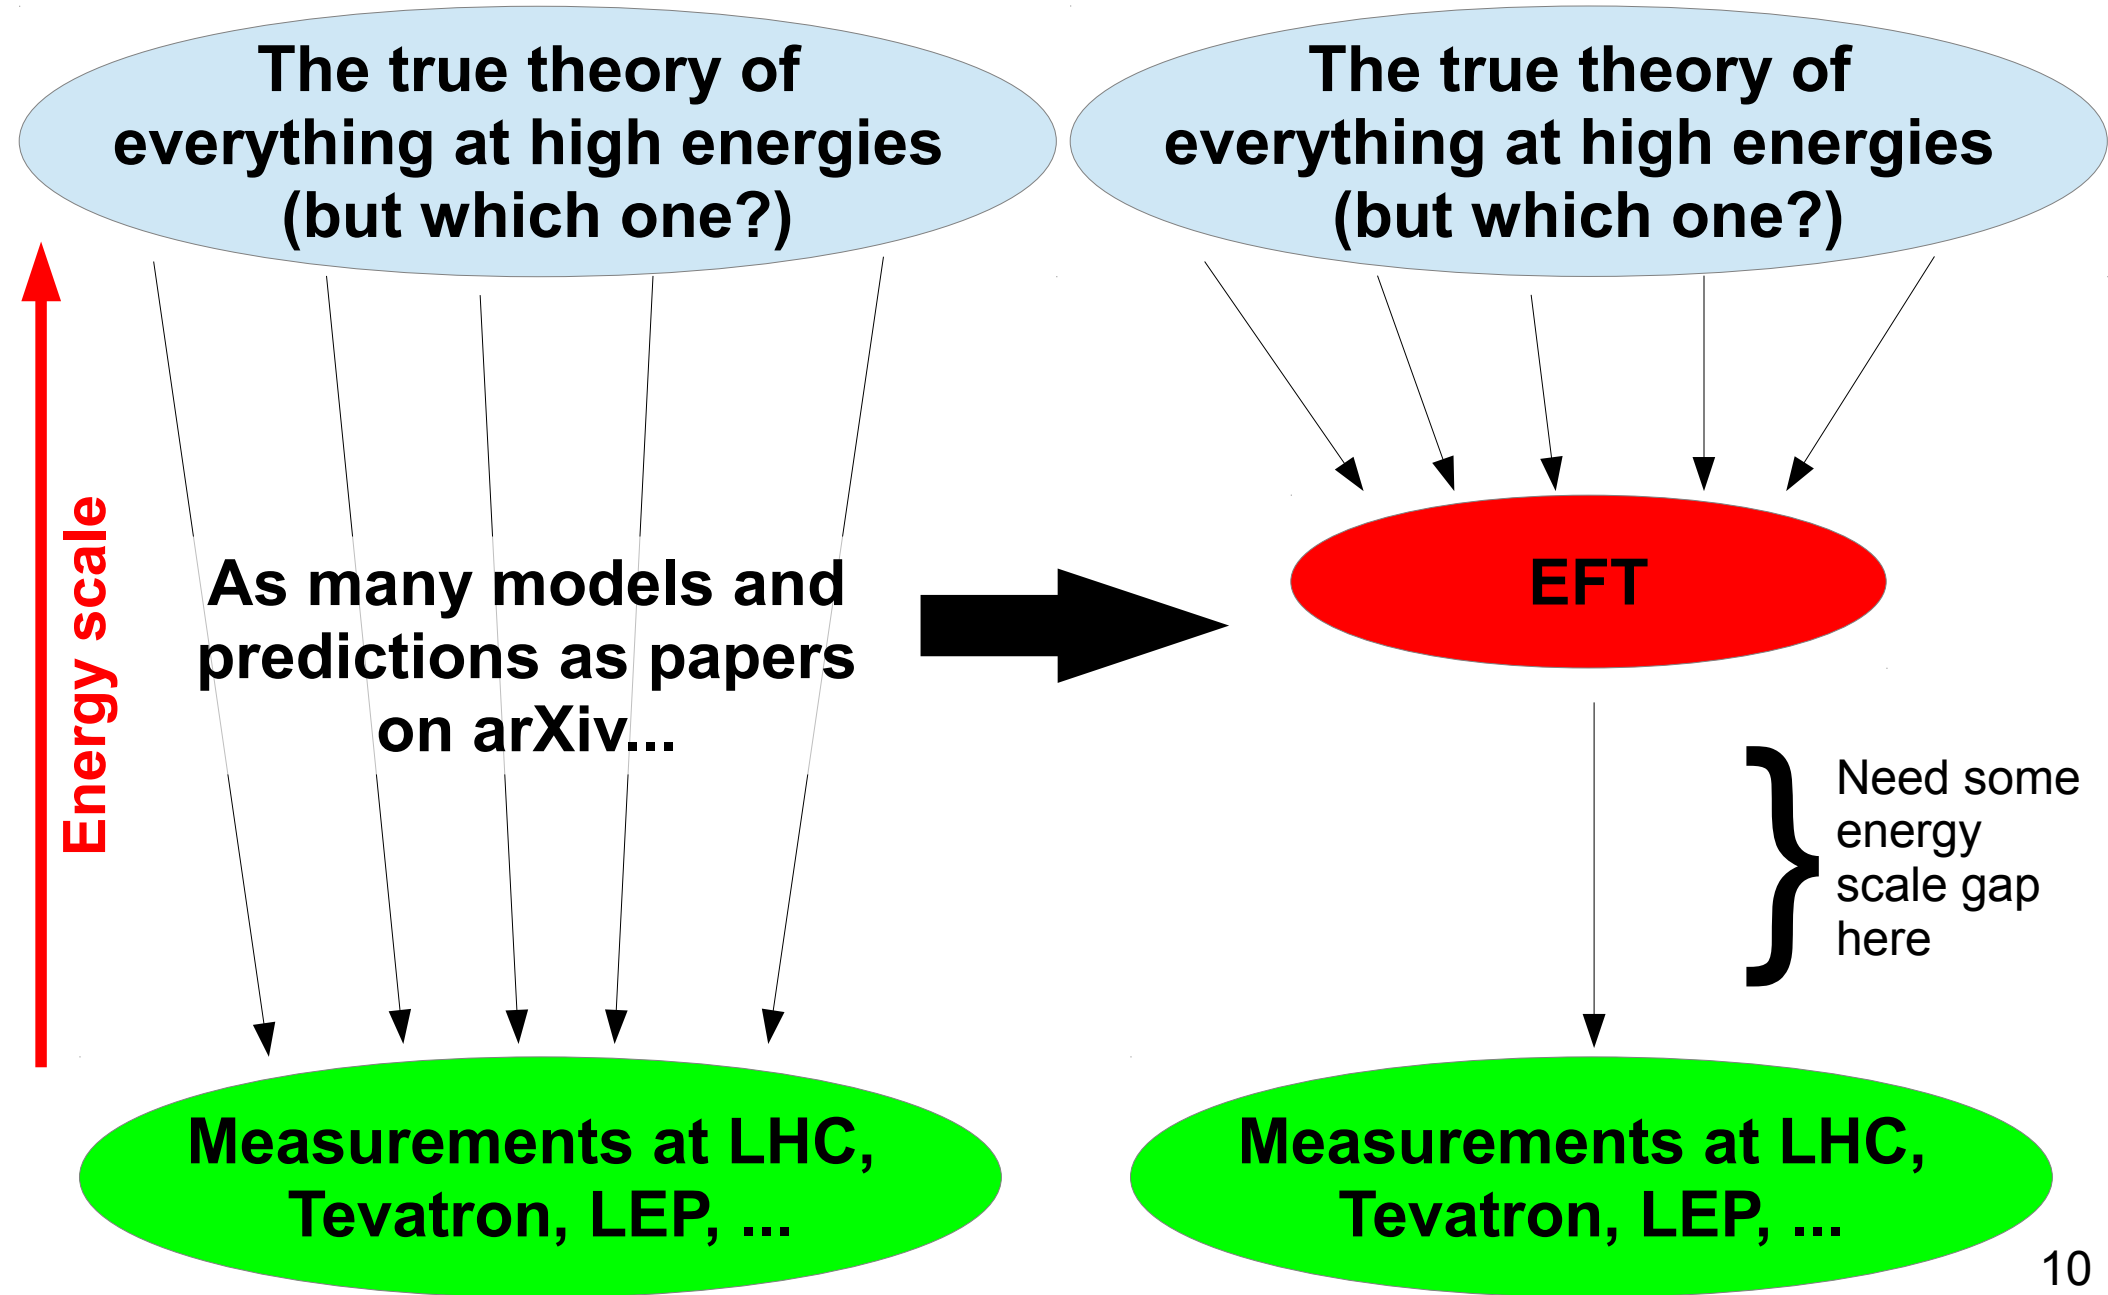 The true theory of
everything at high energies
(but which one?)
The true theory of
everything at high energies
(but which one?)
Energy scale
As many models and
predictions as papers
on arXiv...
EFT
}
Need some
energy
scale gap
here
Measurements at LHC,
Tevatron, LEP, ...
Measurements at LHC,
Tevatron, LEP, ...
10